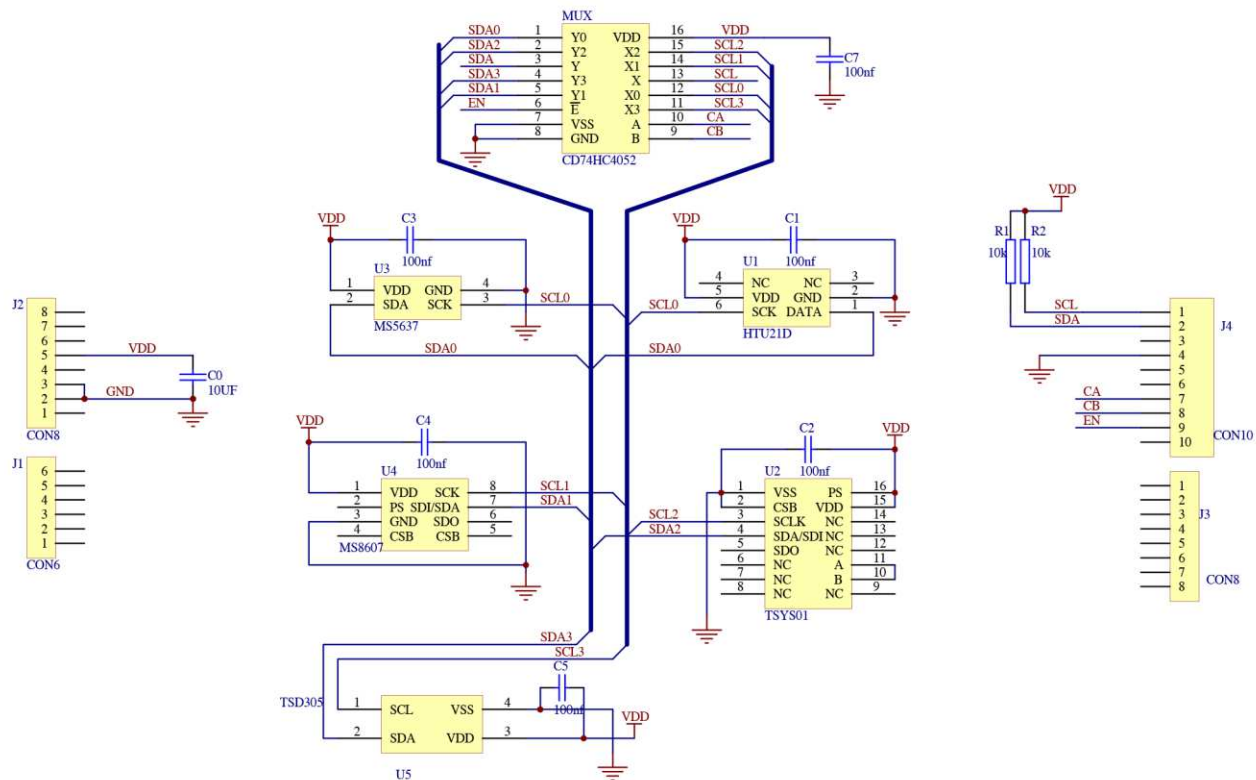 MUX
SDA0 1 Y0 VDD 16 VDD
SDA2 2 Y2 X2 15 SCL2
SDA 3 Y X1 14 SCL1
SDA3 4 Y3 X 13 SCL
SDA1 5 Y1 X0 12 SCL0
EN 6 E X3 11 SCL3
7 VSS A 10 CA
8 GND B 9 CB
CD74HC4052
C7
100nf
VDD
C3
100nf
U3
1 VDD GND 4
2 SDA SCK 3
MS5637
SCL0
SDA0
VDD
C1
100nf
U1
4 NC NC 3
5 VDD GND 2
6 SCK DATA 1
HTU21D
SCL0
SDA0
VDD
R1 R2
10k 10k
SCL 1
SDA 2
3
4
5
6
CA 7
CB 8
EN 9
10
J4
CON10
J2
8
7
6
5 VDD
4
3
2 GND
1
CON8
C0
10UF
J1
6
5
4
3
2
1
CON6
VDD
C4
100nf
U4
1 VDD SCK 8 SCL1
2 PS SDI/SDA 7 SDA1
3 GND SDO 6
4 CSB CSB 5
MS8607
C2
100nf
VDD
U2
1 VSS PS 16
2 CSB VDD 15
SCL2 3 SCLK NC 14
SDA2 4 SDA/SDI NC 13
5 SDO NC 12
6 NC A 11
7 NC B 10
8 NC NC 9
TSYS01
1
2
3
4
5
6
7
8
J3
CON8
SDA3
SCL3
C5
100nf
TSD305
1 SCL VSS 4
2 SDA VDD 3
VDD
U5